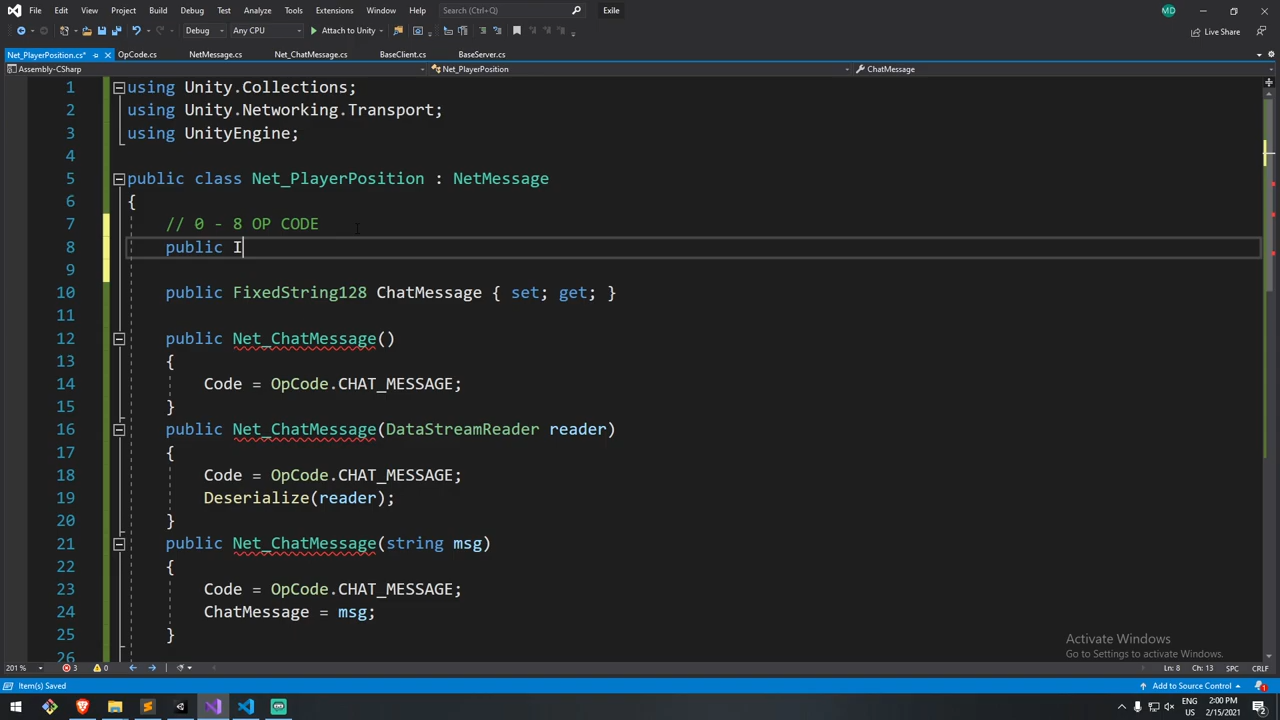 File Edit View Project Build Debug Test Analyze Tools Extensions Window Help Search (Ctrl+Q) Exile MD
Debug Any CPU Attach to Unity Live Share
Net_PlayerPosition.cs* OpCode.cs NetMessage.cs Net_ChatMessage.cs BaseClient.cs BaseServer.cs
Assembly-CSharp Net_PlayerPosition ChatMessage
1 using Unity.Collections;
2 using Unity.Networking.Transport;
3 using UnityEngine;
4
5 public class Net_PlayerPosition : NetMessage
6 {
7 // 0 - 8 OP CODE
8 public I
9
10 public FixedString128 ChatMessage { set; get; }
11
12 public Net_ChatMessage()
13 {
14 Code = OpCode.CHAT_MESSAGE;
15 }
16 public Net_ChatMessage(DataStreamReader reader)
17 {
18 Code = OpCode.CHAT_MESSAGE;
19 Deserialize(reader);
20 }
21 public Net_ChatMessage(string msg)
22 {
23 Code = OpCode.CHAT_MESSAGE;
24 ChatMessage = msg;
25 }
26
Activate Windows
Go to Settings to activate Windows.
201 % 3 0 Ln: 8 Ch: 13 SPC CRLF
Item(s) Saved Add to Source Control 1
ENG 2:00 PM
US 2/15/2021 2